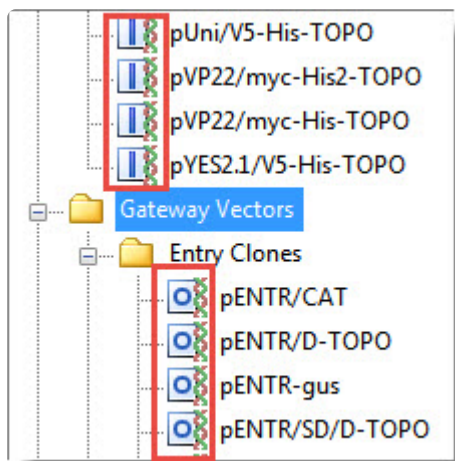 pUni/V5-His-TOPO
pVP22/myc-His2-TOPO
pVP22/myc-His-TOPO
pYES2.1/V5-His-TOPO
Gateway Vectors
Entry Clones
pENTR/CAT
pENTR/D-TOPO
pENTR-gus
pENTR/SD/D-TOPO